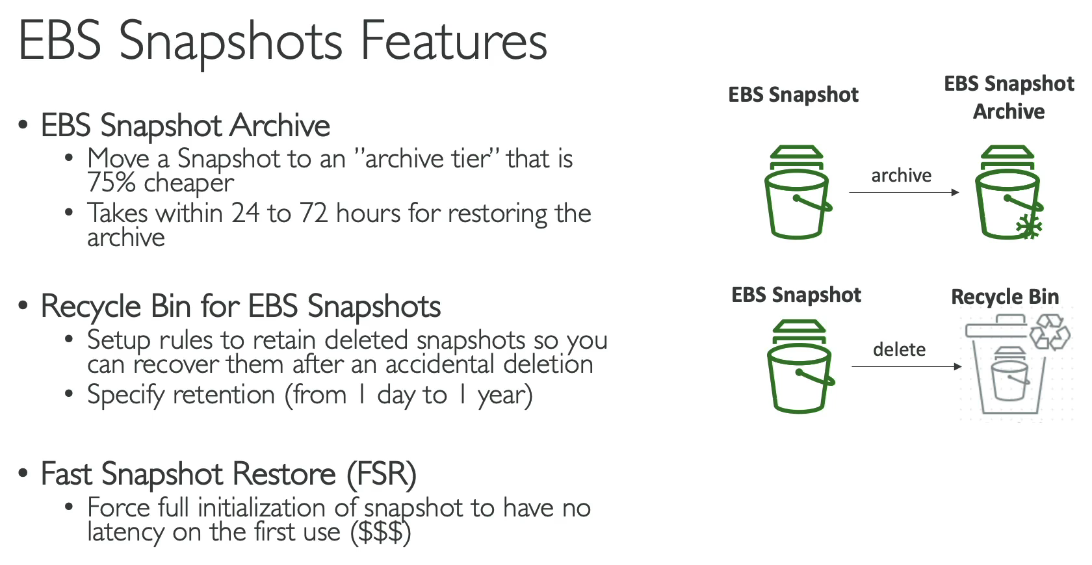 EBS Snapshots Features
• EBS Snapshot Archive
• Move a Snapshot to an ”archive tier” that is
75% cheaper
• Takes within 24 to 72 hours for restoring the
archive
• Recycle Bin for EBS Snapshots
• Setup rules to retain deleted snapshots so you
can recover them after an accidental deletion
• Specify retention (from 1 day to 1 year)
• Fast Snapshot Restore (FSR)
• Force full initialization of snapshot to have no
latency on the first use ($$$)
EBS Snapshot
EBS Snapshot
Archive
archive
EBS Snapshot
Recycle Bin
delete